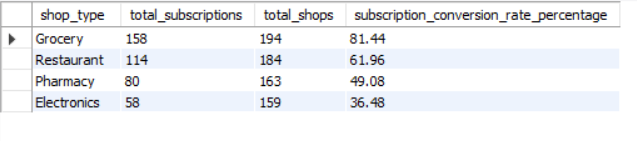 shop_type total_subscriptions total_shops subscription_conversion_rate_percentage
Grocery 158 194 81.44
Restaurant 114 184 61.96
Pharmacy 80 163 49.08
Electronics 58 159 36.48